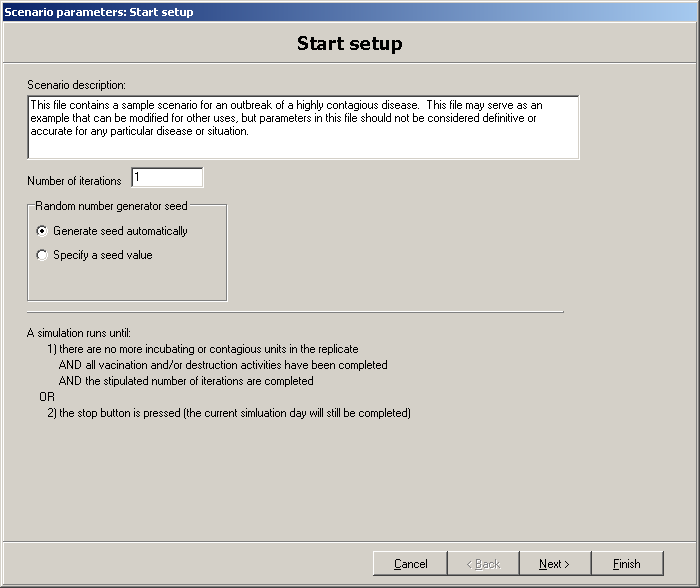 Scenario parameters: Start setup
Start setup
Scenario description:
This file contains a sample scenario for an outbreak of a highly contagious disease.  This file may serve as an
example that can be modified for other uses, but parameters in this file should not be considered definitive or
accurate for any particular disease or situation.
Number of iterations 1
Random number generator seed
Generate seed automatically
Specify a seed value
A simulation runs until:
1) there are no more incubating or contagious units in the replicate
AND all vacination and/or destruction activities have been completed
AND the stipulated number of iterations are completed
OR
2) the stop button is pressed (the current simluation day will still be completed)
Cancel < Back Next > Finish